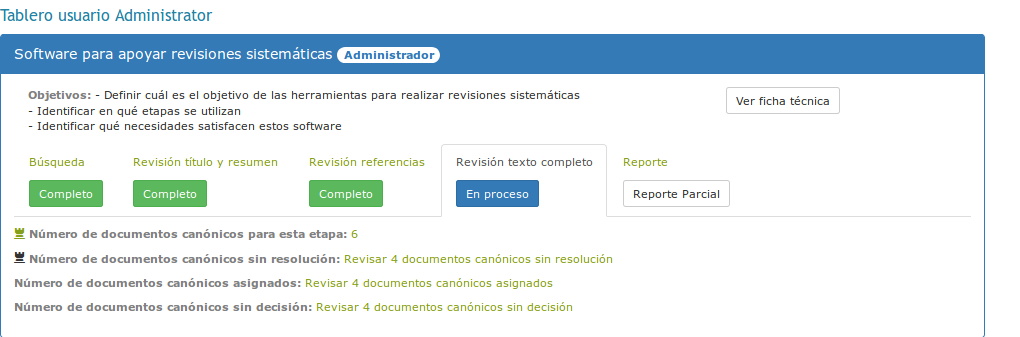 Tablero usuario Administrator
Software para apoyar revisiones sistemáticas Administrador
Objetivos: - Definir cuál es el objetivo de las herramientas para realizar revisiones sistemáticas
- Identificar en qué etapas se utilizan
- Identificar qué necesidades satisfacen estos software
Ver ficha técnica
Búsqueda Revisión título y resumen Revisión referencias Revisión texto completo Reporte
Completo Completo Completo En proceso Reporte Parcial
Número de documentos canónicos para esta etapa: 6
Número de documentos canónicos sin resolución: Revisar 4 documentos canónicos sin resolución
Número de documentos canónicos asignados: Revisar 4 documentos canónicos asignados
Número de documentos canónicos sin decisión: Revisar 4 documentos canónicos sin decisión